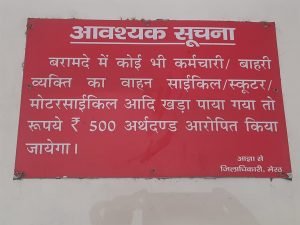 आवश्यक सूचना
बरामदे में कोई भी कर्मचारी/ बाहरी
व्यक्ति का वाहन साईकिल/स्कूटर/
मोटरसाईकिल आदि खड़ा पाया गया तो
रूपये ₹ 500 अर्थदण्ड आरोपित किया
जायेगा।
आज्ञा से
जिलाधिकारी, मेरठ